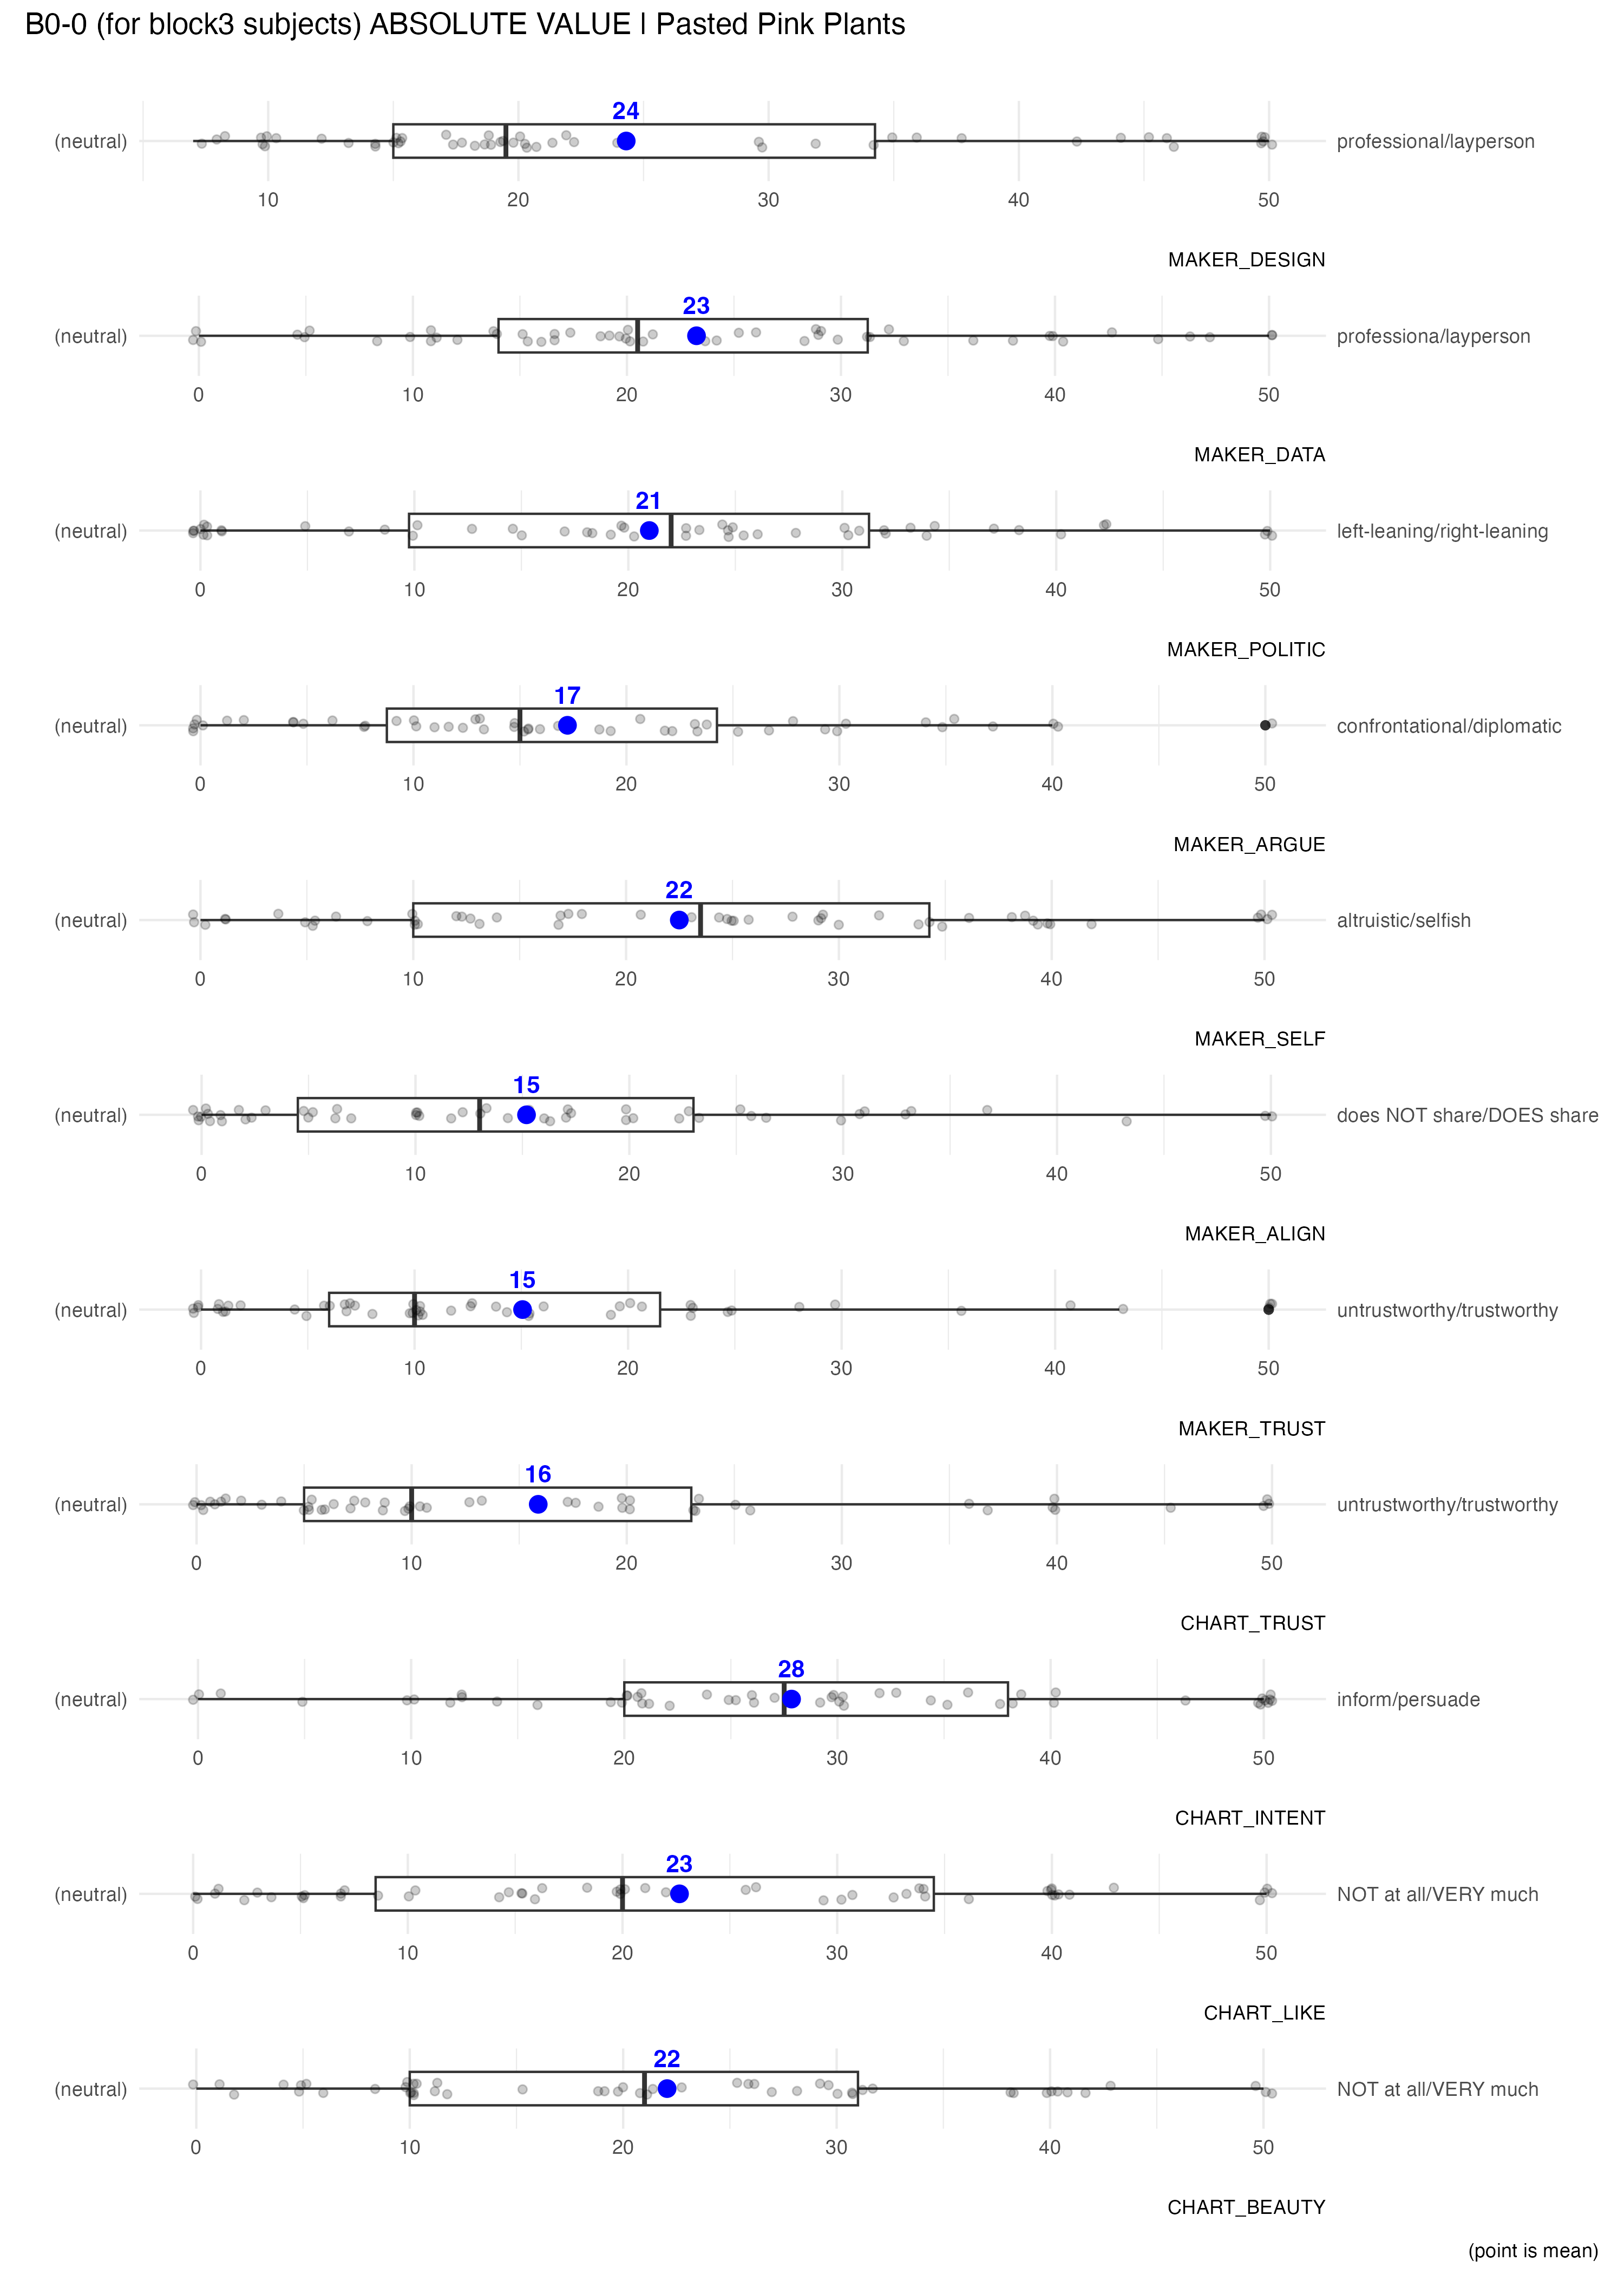 B0-0 (for block3 subjects) ABSOLUTE VALUE | Pasted Pink Plants
24
(neutral) professional/layperson
10 20 30 40 50
MAKER_DESIGN
23
(neutral) professiona/layperson
0 10 20 30 40 50
MAKER_DATA
21
(neutral) left-leaning/right-leaning
0 10 20 30 40 50
MAKER_POLITIC
17
(neutral) confrontational/diplomatic
0 10 20 30 40 50
MAKER_ARGUE
22
(neutral) altruistic/selfish
0 10 20 30 40 50
MAKER_SELF
15
(neutral) does NOT share/DOES share
0 10 20 30 40 50
MAKER_ALIGN
15
(neutral) untrustworthy/trustworthy
0 10 20 30 40 50
MAKER_TRUST
16
(neutral) untrustworthy/trustworthy
0 10 20 30 40 50
CHART_TRUST
28
(neutral) inform/persuade
0 10 20 30 40 50
CHART_INTENT
23
(neutral) NOT at all/VERY much
0 10 20 30 40 50
CHART_LIKE
22
(neutral) NOT at all/VERY much
0 10 20 30 40 50
CHART_BEAUTY
(point is mean)